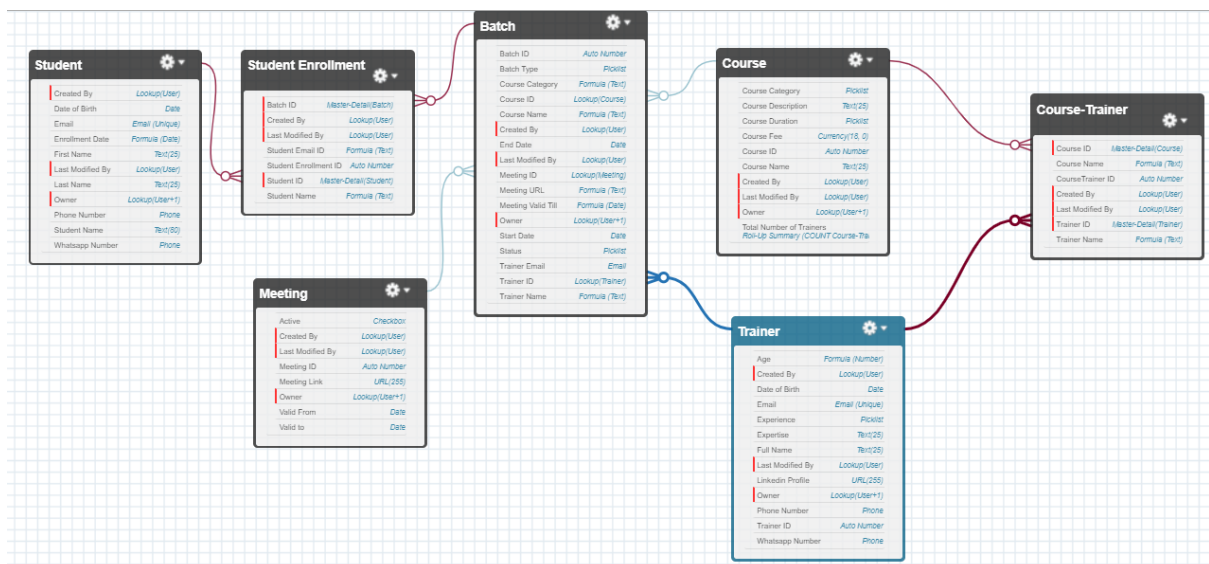 Student
Created By Lookup(User)
Date of Birth Date
Email Email (Unique)
Enrollment Date Formula (Date)
First Name Text(25)
Last Modified By Lookup(User)
Last Name Text(25)
Owner Lookup(User+1)
Phone Number Phone
Student Name Text(80)
Whatsapp Number Phone
Student Enrollment
Batch ID Master-Detail(Batch)
Created By Lookup(User)
Last Modified By Lookup(User)
Student Email ID Formula (Text)
Student Enrollment ID Auto Number
Student ID Master-Detail(Student)
Student Name Formula (Text)
Batch
Batch ID Auto Number
Batch Type Picklist
Course Category Formula (Text)
Course ID Lookup(Course)
Course Name Formula (Text)
Created By Lookup(User)
End Date Date
Last Modified By Lookup(User)
Meeting ID Lookup(Meeting)
Meeting URL Formula (Text)
Meeting Valid Till Formula (Date)
Owner Lookup(User+1)
Start Date Date
Status Picklist
Trainer Email Email
Trainer ID Lookup(Trainer)
Trainer Name Formula (Text)
Course
Course Category Picklist
Course Description Text(25)
Course Duration Picklist
Course Fee Currency(18, 0)
Course ID Auto Number
Course Name Text(25)
Created By Lookup(User)
Last Modified By Lookup(User)
Owner Lookup(User+1)
Total Number of Trainers
Roll-Up Summary (COUNT Course-Tra
Course-Trainer
Course ID Master-Detail(Course)
Course Name Formula (Text)
CourseTrainer ID Auto Number
Created By Lookup(User)
Last Modified By Lookup(User)
Trainer ID Master-Detail(Trainer)
Trainer Name Formula (Text)
Meeting
Active Checkbox
Created By Lookup(User)
Last Modified By Lookup(User)
Meeting ID Auto Number
Meeting Link URL(255)
Owner Lookup(User+1)
Valid From Date
Valid to Date
Trainer
Age Formula (Number)
Created By Lookup(User)
Date of Birth Date
Email Email (Unique)
Experience Picklist
Expertise Text(25)
Full Name Text(25)
Last Modified By Lookup(User)
Linkedin Profile URL(255)
Owner Lookup(User+1)
Phone Number Phone
Trainer ID Auto Number
Whatsapp Number Phone